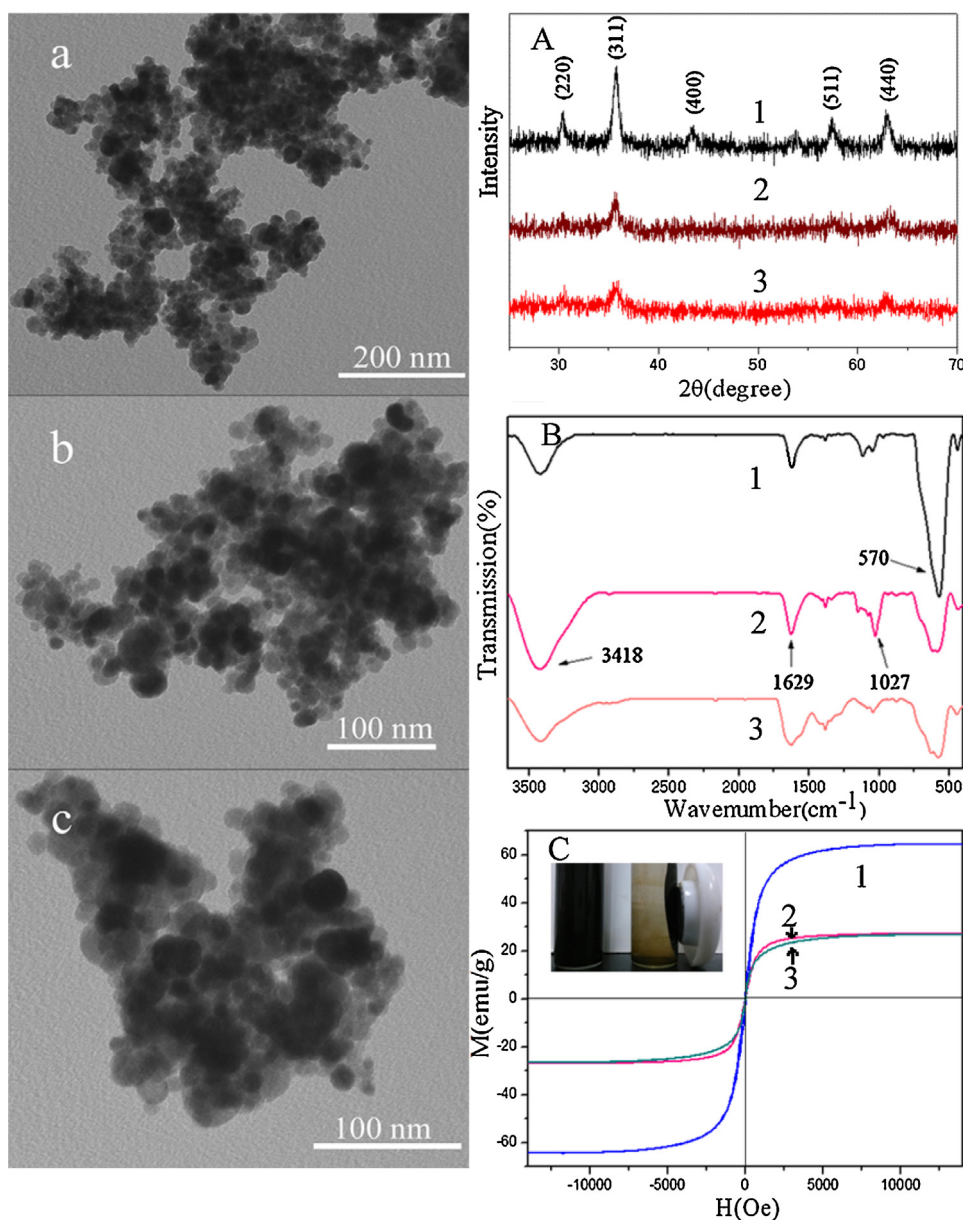 a
200 nm
b
100 nm
c
100 nm
A
(220)
(311)
(400)
(511)
(440)
1
2
3
Intensity
30 40 50 60 70
2θ(degree)
B
1
570
2
3418
1629
1027
3
Transmission(%)
3500 3000 2500 2000 1500 1000 500
Wavenumber(cm⁻¹)
C
1
2
3
60
40
20
0
-20
-40
-60
M(emu/g)
-10000 -5000 0 5000 10000
H(Oe)